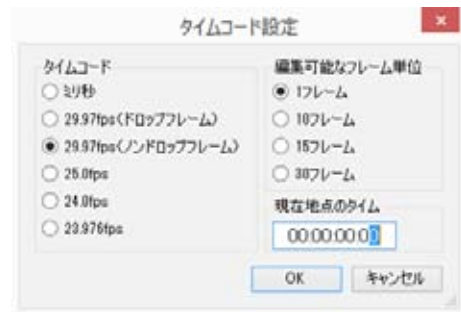 タイムコード設定
タイムコード
ミリ秒
29.97fps(ドロップフレーム)
29.97fps(ノンドロップフレーム)
25.0fps
24.0fps
23.976fps
編集可能なフレーム単位
1フレーム
10フレーム
15フレーム
30フレーム
現在地点のタイム
00:00:00:00
OK
キャンセル